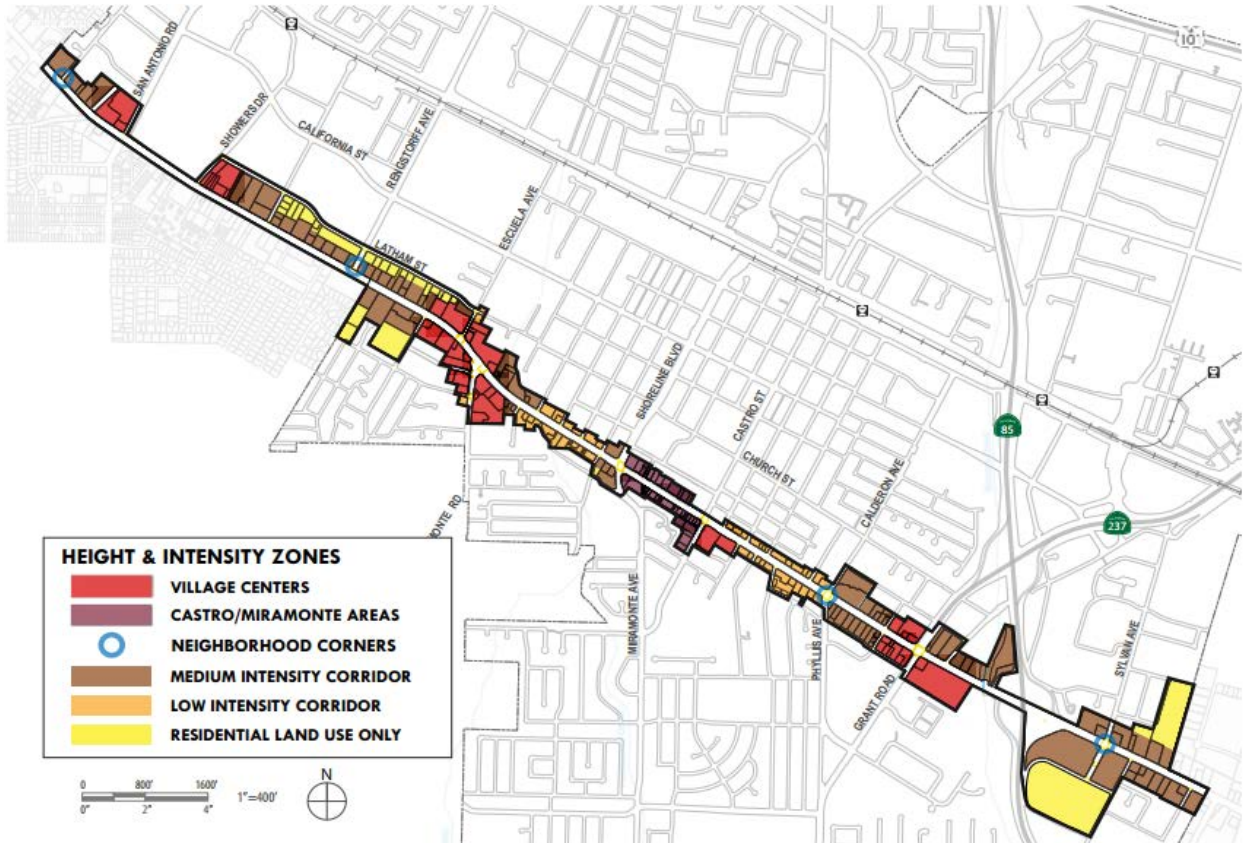 10
SAN ANTONIO RD
SHOWERS DR
CALIFORNIA ST
RENGSTORFF AVE
ESCUELA AVE
LATHAM ST
SHORELINE BLVD
CASTRO ST
CHURCH ST
CALDERON AVE
85
237
MONTE RD
MIRAMONTE AVE
PHYLLIS AVE
GRANT ROAD
SYLVAN AVE
HEIGHT & INTENSITY ZONES
VILLAGE CENTERS
CASTRO/MIRAMONTE AREAS
NEIGHBORHOOD CORNERS
MEDIUM INTENSITY CORRIDOR
LOW INTENSITY CORRIDOR
RESIDENTIAL LAND USE ONLY
0 800' 1600'
0" 2" 4"
1"=400'
N